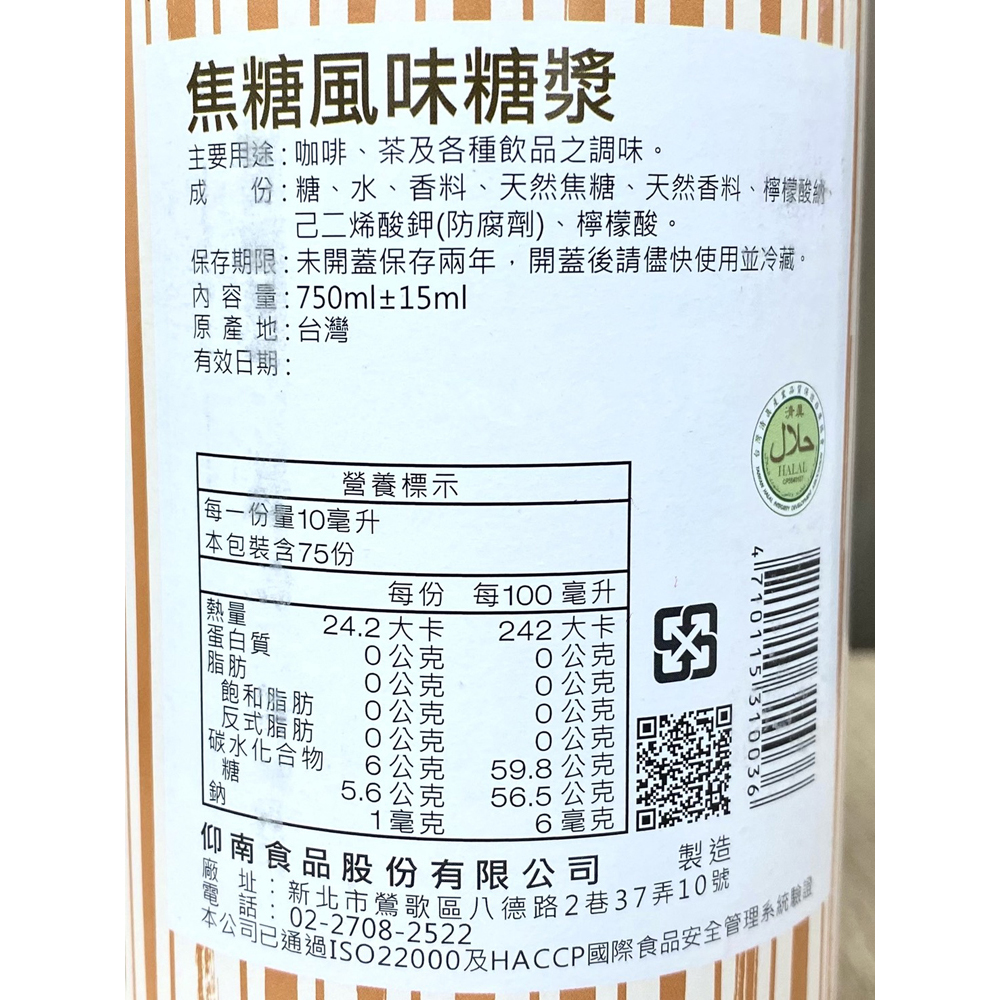 焦糖風味糖漿
主要用途：咖啡、茶及各種飲品之調味。
成　　份：糖、水、香料、天然焦糖、天然香料、檸檬酸
己二烯酸鉀(防腐劑)、檸檬酸。
保存期限：未開蓋保存兩年，開蓋後請儘快使用並冷藏。
內 容 量：750ml±15ml
原 產 地：台灣
有效日期：
清真
حلال
HALAL
營養標示
每一份量10毫升
本包裝含75份
每份　每100 毫升
熱量 24.2 大卡 242 大卡
蛋白質 0 公克 0 公克
脂肪 0 公克 0 公克
飽和脂肪 0 公克 0 公克
反式脂肪 0 公克 0 公克
碳水化合物 6 公克 59.8 公克
糖 5.6 公克 56.5 公克
鈉 1 毫克 6 毫克
4 710115 310036
仰南食品股份有限公司 製造
廠 址：新北市鶯歌區八德路2巷37弄10號
電 話：02-2708-2522
本公司已通過ISO22000及HACCP國際食品安全管理系統驗證